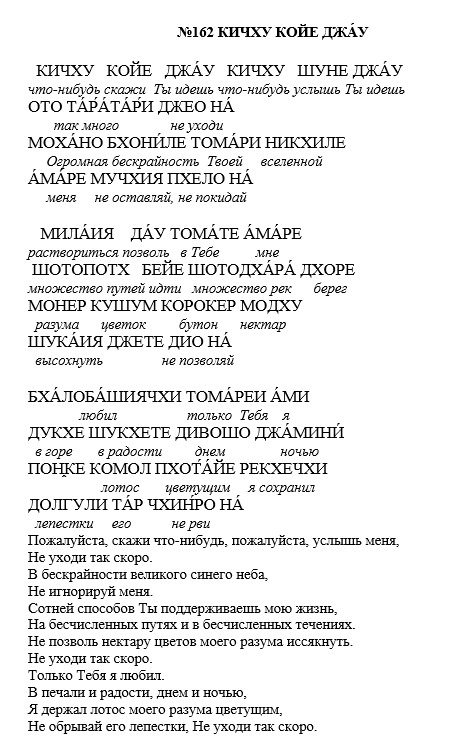 №162 КИЧХУ КОЙЕ ДЖА́У
КИЧХУ КОЙЕ ДЖА́У КИЧХУ ШУНЕ ДЖА́У
что-нибудь скажи Ты идешь что-нибудь услышь Ты идешь
ОТО ТА́Р́А́ТА́Р́И ДЖЕО НА́
так много не уходи
МОХА́НО БХОНИ́ЛЕ ТОМА́РИ НИКХИЛЕ
Огромная бескрайность Твоей вселенной
А́МА́РЕ МУЧХИЯ ПХЕЛО НА́
меня не оставляй, не покидай
МИЛА́ИЯ ДА́У ТОМА́ТЕ А́МА́РЕ
раствориться позволь в Тебе мне
ШОТОПОТХ БЕЙЕ ШОТОДХА́РА́ ДХОРЕ
множество путей идти множество рек берег
МОНЕР КУШУМ КОРОКЕР МОДХУ
разума цветок бутон нектар
ШУКА́ИЯ ДЖЕТЕ ДИО НА́
высохнуть не позволяй
БХА́ЛОБА́ШИЯЧХИ ТОМА́РЕИ А́МИ
любил только Тебя я
ДУКХЕ ШУКХЕТЕ ДИВОШО ДЖА́МИНИ́
в горе в радости днем ночью
ПОН̣КЕ КОМОЛ ПХОТ́А́ЙЕ РЕКХЕЧХИ
лотос цветущим я сохранил
ДОЛГУЛИ ТА́Р ЧХИН́РО НА́
лепестки его не рви
Пожалуйста, скажи что-нибудь, пожалуйста, услышь меня,
Не уходи так скоро.
В бескрайности великого синего неба,
Не игнорируй меня.
Сотней способов Ты поддерживаешь мою жизнь,
На бесчисленных путях и в бесчисленных течениях.
Не позволь нектару цветов моего разума иссякнуть.
Не уходи так скоро.
Только Тебя я любил.
В печали и радости, днем и ночью,
Я держал лотос моего разума цветущим,
Не обрывай его лепестки, Не уходи так скоро.